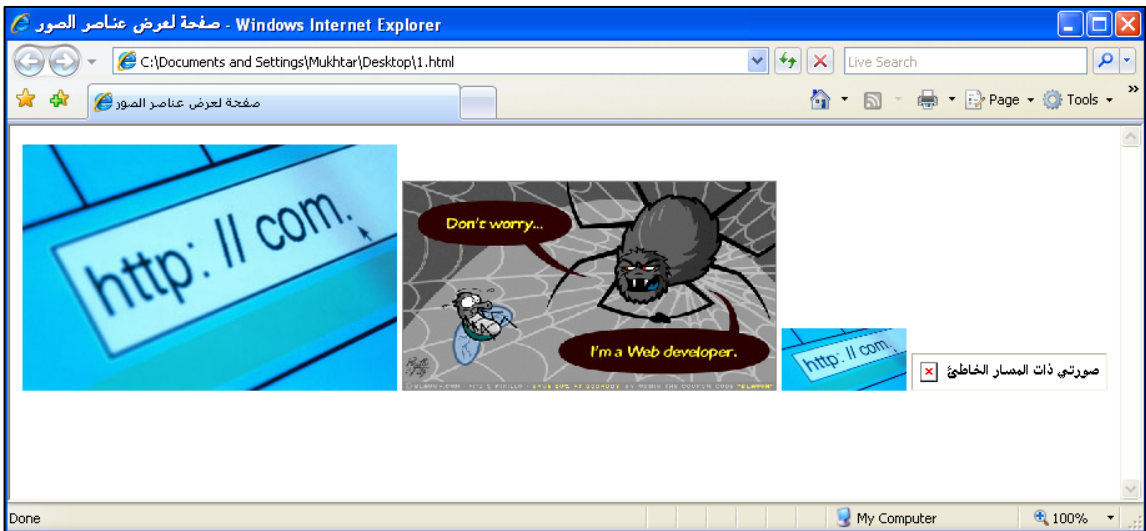 صفحة لعرض عناصر الصور - Windows Internet Explorer
C:\Documents and Settings\Mukhtar\Desktop\1.html
Live Search
صفحة لعرض عناصر الصور
Page
Tools
http: // com.
Don't worry...
I'm a Web developer.
http: // com.
صورتي ذات المسار الخاطئ
Done
My Computer
100%